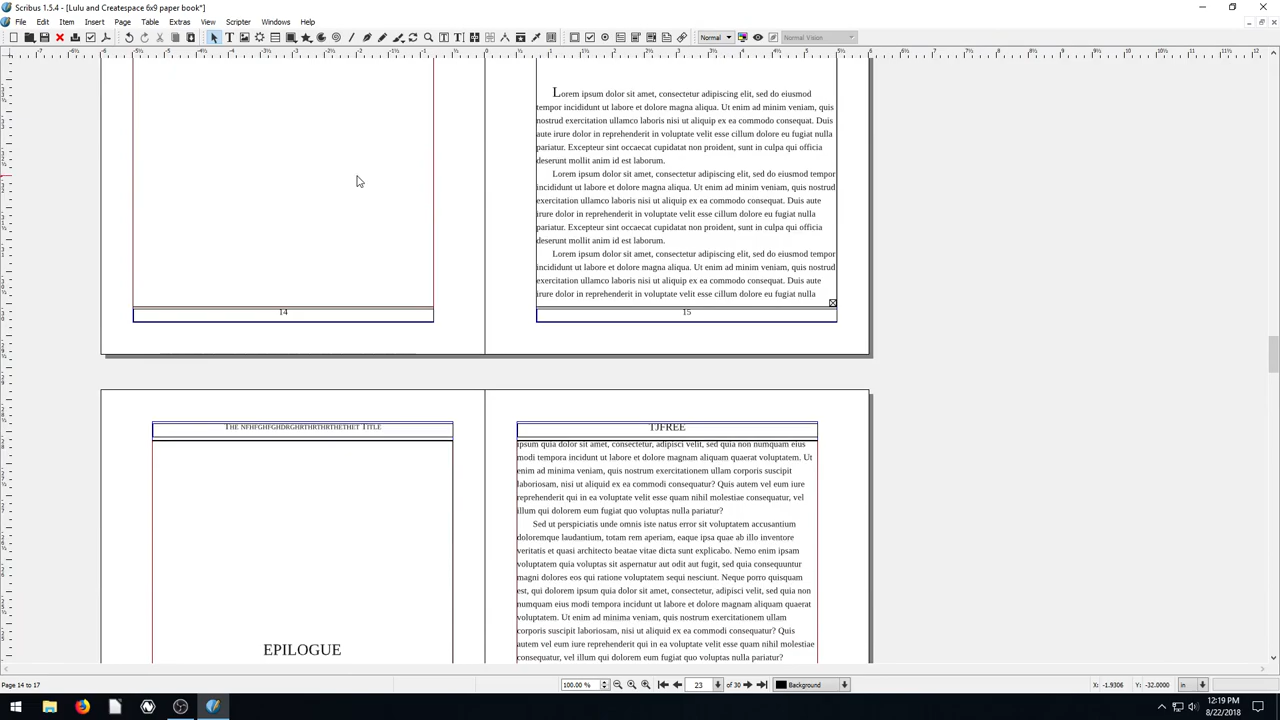 Scribus 1.5.4 - [Lulu and Createspace 6x9 paper book*]
File Edit Item Insert Page Table Extras View Scripter Windows Help
Normal
Normal Vision
Lorem ipsum dolor sit amet, consectetur adipiscing elit, sed do eiusmod
tempor incididunt ut labore et dolore magna aliqua. Ut enim ad minim veniam, quis
nostrud exercitation ullamco laboris nisi ut aliquip ex ea commodo consequat. Duis
aute irure dolor in reprehenderit in voluptate velit esse cillum dolore eu fugiat nulla
pariatur. Excepteur sint occaecat cupidatat non proident, sunt in culpa qui officia
deserunt mollit anim id est laborum.
Lorem ipsum dolor sit amet, consectetur adipiscing elit, sed do eiusmod tempor
incididunt ut labore et dolore magna aliqua. Ut enim ad minim veniam, quis nostrud
exercitation ullamco laboris nisi ut aliquip ex ea commodo consequat. Duis aute
irure dolor in reprehenderit in voluptate velit esse cillum dolore eu fugiat nulla
pariatur. Excepteur sint occaecat cupidatat non proident, sunt in culpa qui officia
deserunt mollit anim id est laborum.
Lorem ipsum dolor sit amet, consectetur adipiscing elit, sed do eiusmod tempor
incididunt ut labore et dolore magna aliqua. Ut enim ad minim veniam, quis nostrud
exercitation ullamco laboris nisi ut aliquip ex ea commodo consequat. Duis aute
irure dolor in reprehenderit in voluptate velit esse cillum dolore eu fugiat nulla
14
15
The nfhfghfghdrghrthrthrthrthethet Title
EPILOGUE
TJFREE
ipsum quia dolor sit amet, consectetur, adipisci velit, sed quia non numquam eius
modi tempora incidunt ut labore et dolore magnam aliquam quaerat voluptatem. Ut
enim ad minima veniam, quis nostrum exercitationem ullam corporis suscipit
laboriosam, nisi ut aliquid ex ea commodi consequatur? Quis autem vel eum iure
reprehenderit qui in ea voluptate velit esse quam nihil molestiae consequatur, vel
illum qui dolorem eum fugiat quo voluptas nulla pariatur?
Sed ut perspiciatis unde omnis iste natus error sit voluptatem accusantium
doloremque laudantium, totam rem aperiam, eaque ipsa quae ab illo inventore
veritatis et quasi architecto beatae vitae dicta sunt explicabo. Nemo enim ipsam
voluptatem quia voluptas sit aspernatur aut odit aut fugit, sed quia consequuntur
magni dolores eos qui ratione voluptatem sequi nesciunt. Neque porro quisquam
est, qui dolorem ipsum quia dolor sit amet, consectetur, adipisci velit, sed quia non
numquam eius modi tempora incidunt ut labore et dolore magnam aliquam quaerat
voluptatem. Ut enim ad minima veniam, quis nostrum exercitationem ullam
corporis suscipit laboriosam, nisi ut aliquid ex ea commodi consequatur? Quis
autem vel eum iure reprehenderit qui in ea voluptate velit esse quam nihil molestiae
consequatur, vel illum qui dolorem eum fugiat quo voluptas nulla pariatur?
Page 14 to 17
100.00 %
23 of 30
Background
X: -1.9306 Y: -32.0000 in
12:19 PM
8/22/2018